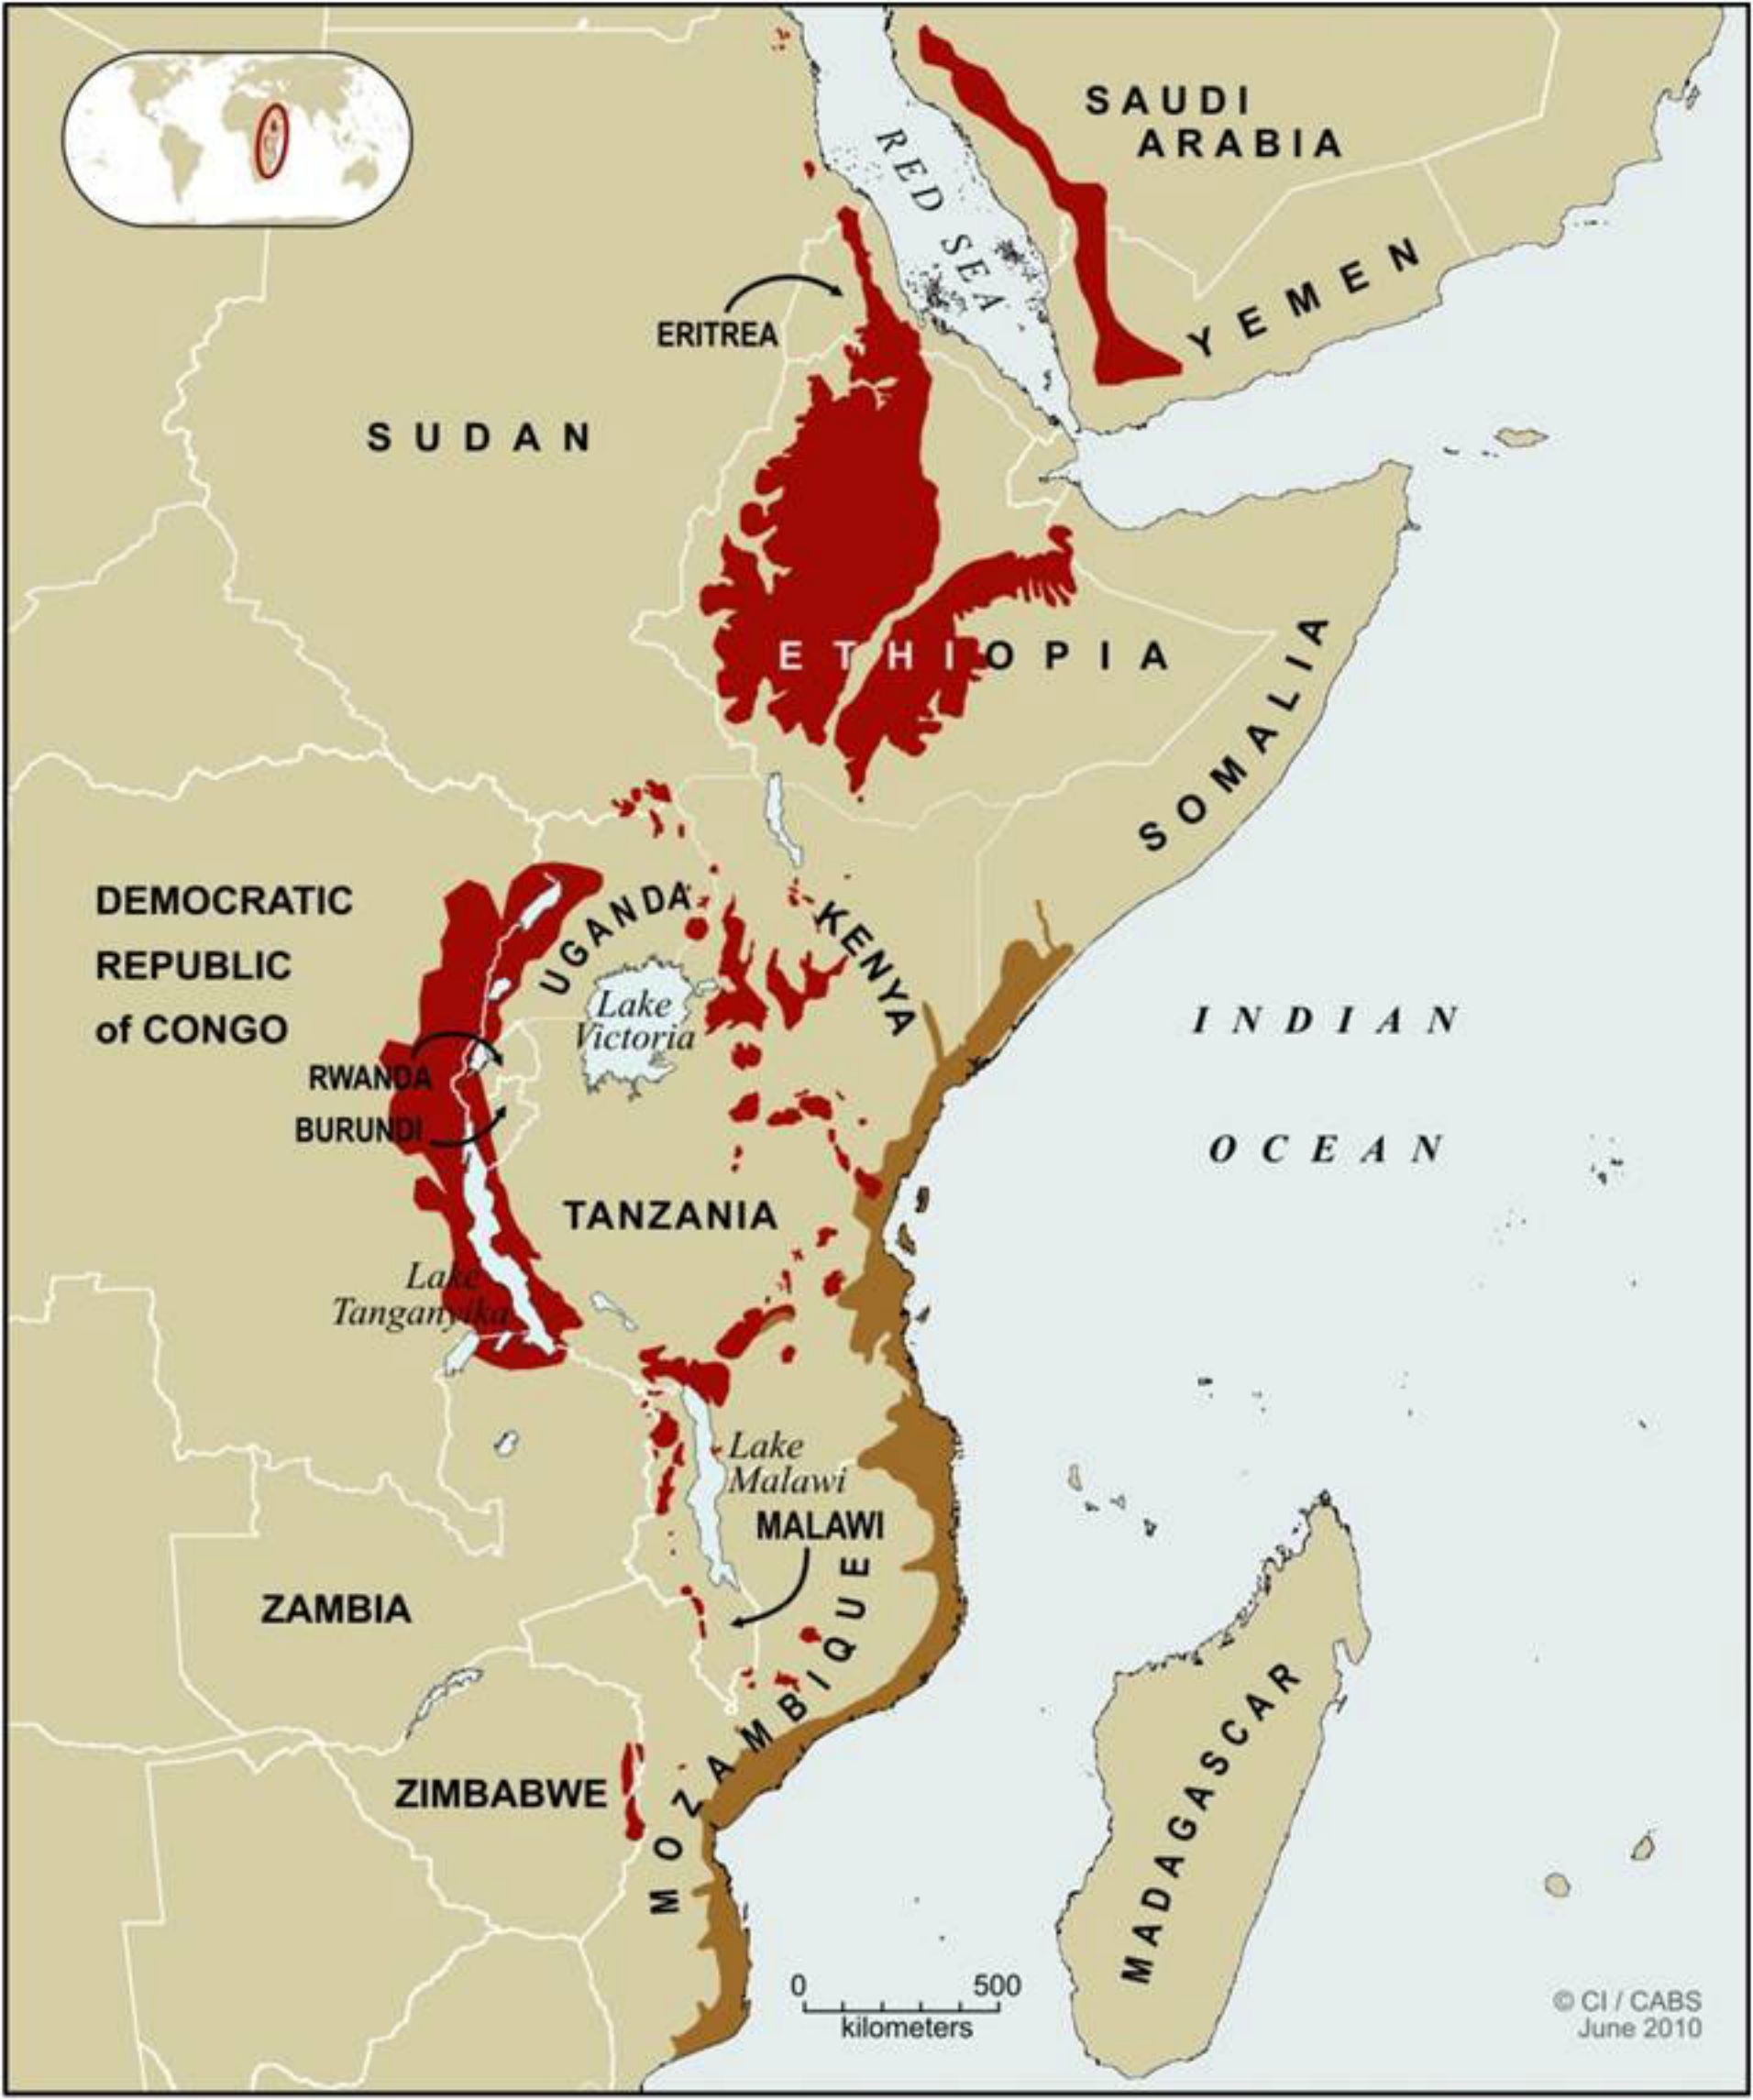 SAUDI
ARABIA
RED SEA
YEMEN
ERITREA
SUDAN
ETHIOPIA
SOMALIA
DEMOCRATIC
REPUBLIC
of CONGO
UGANDA
KENYA
Lake
Victoria
INDIAN
OCEAN
RWANDA
BURUNDI
TANZANIA
Lake
Tanganyika
Lake
Malawi
MALAWI
ZAMBIA
MOZAMBIQUE
ZIMBABWE
MADAGASCAR
0 500
kilometers
© CI / CABS
June 2010